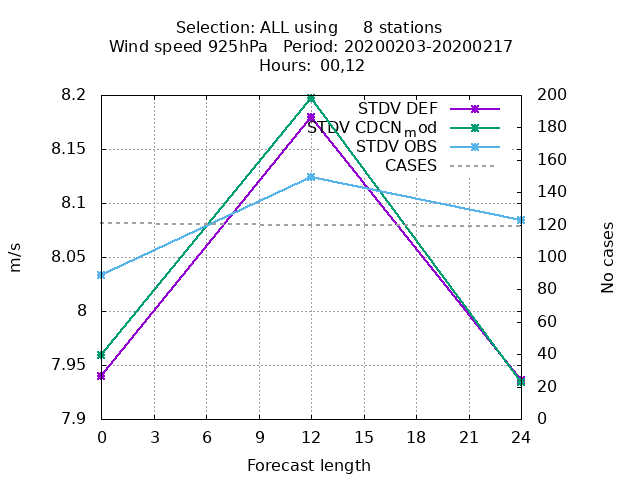 Selection: ALL using     8 stations
Wind speed 925hPa   Period: 20200203-20200217
Hours:  00,12
8.2
8.15
8.1
8.05
8
7.95
7.9
200
180
160
140
120
100
80
60
40
20
0
STDV DEF
STDV CDCNmod
STDV OBS
CASES
m/s
No cases
0 3 6 9 12 15 18 21 24
Forecast length